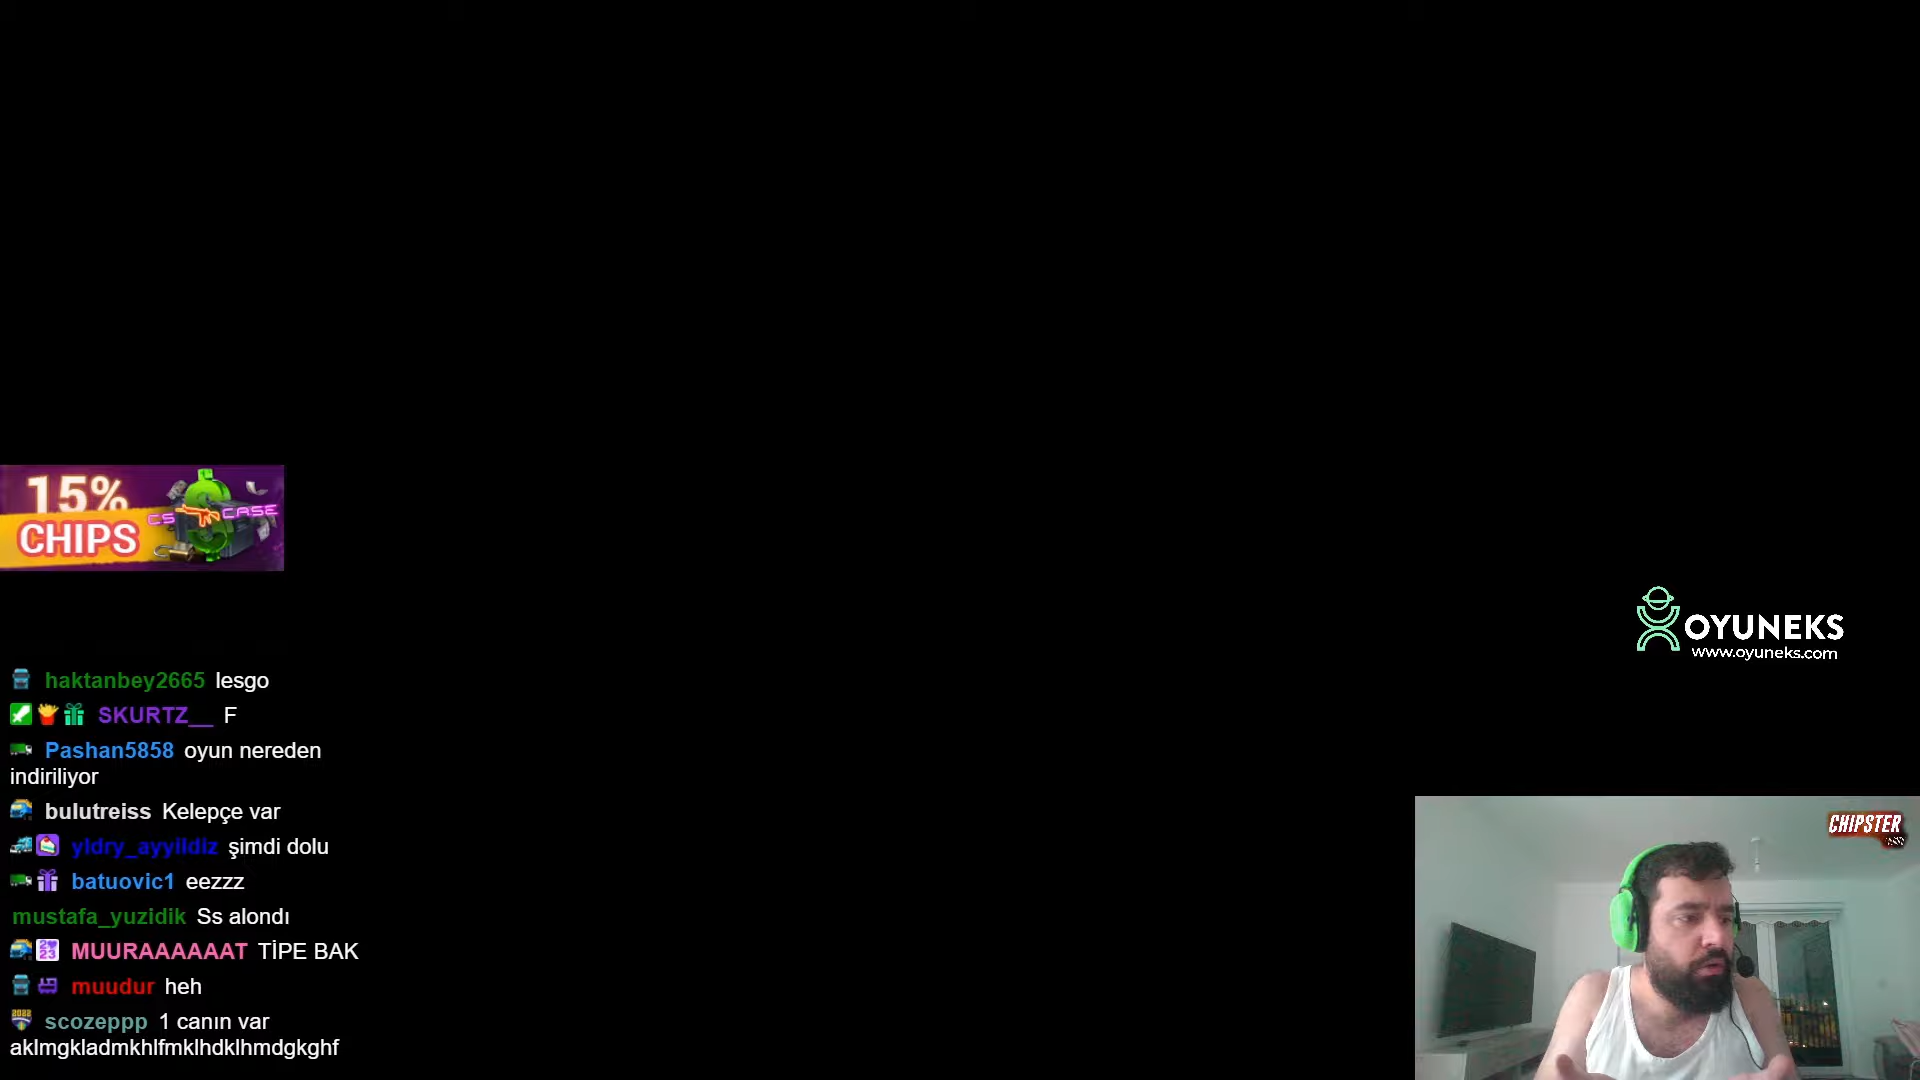 15%
CHIPS
CS CASE
OYUNEKS
www.oyuneks.com
haktanbey2665 lesgo
SKURTZ__ F
Pashan5858 oyun nereden
indiriliyor
bulutreiss Kelepçe var
yldry_ayyildiz şimdi dolu
batuovic1 eezzz
mustafa_yuzidik Ss alondı
MUURAAAAAAT TİPE BAK
muudur heh
scozeppp 1 canın var
aklmgkladmkhlfmklhdklhmdgkghf
CHIPSTER